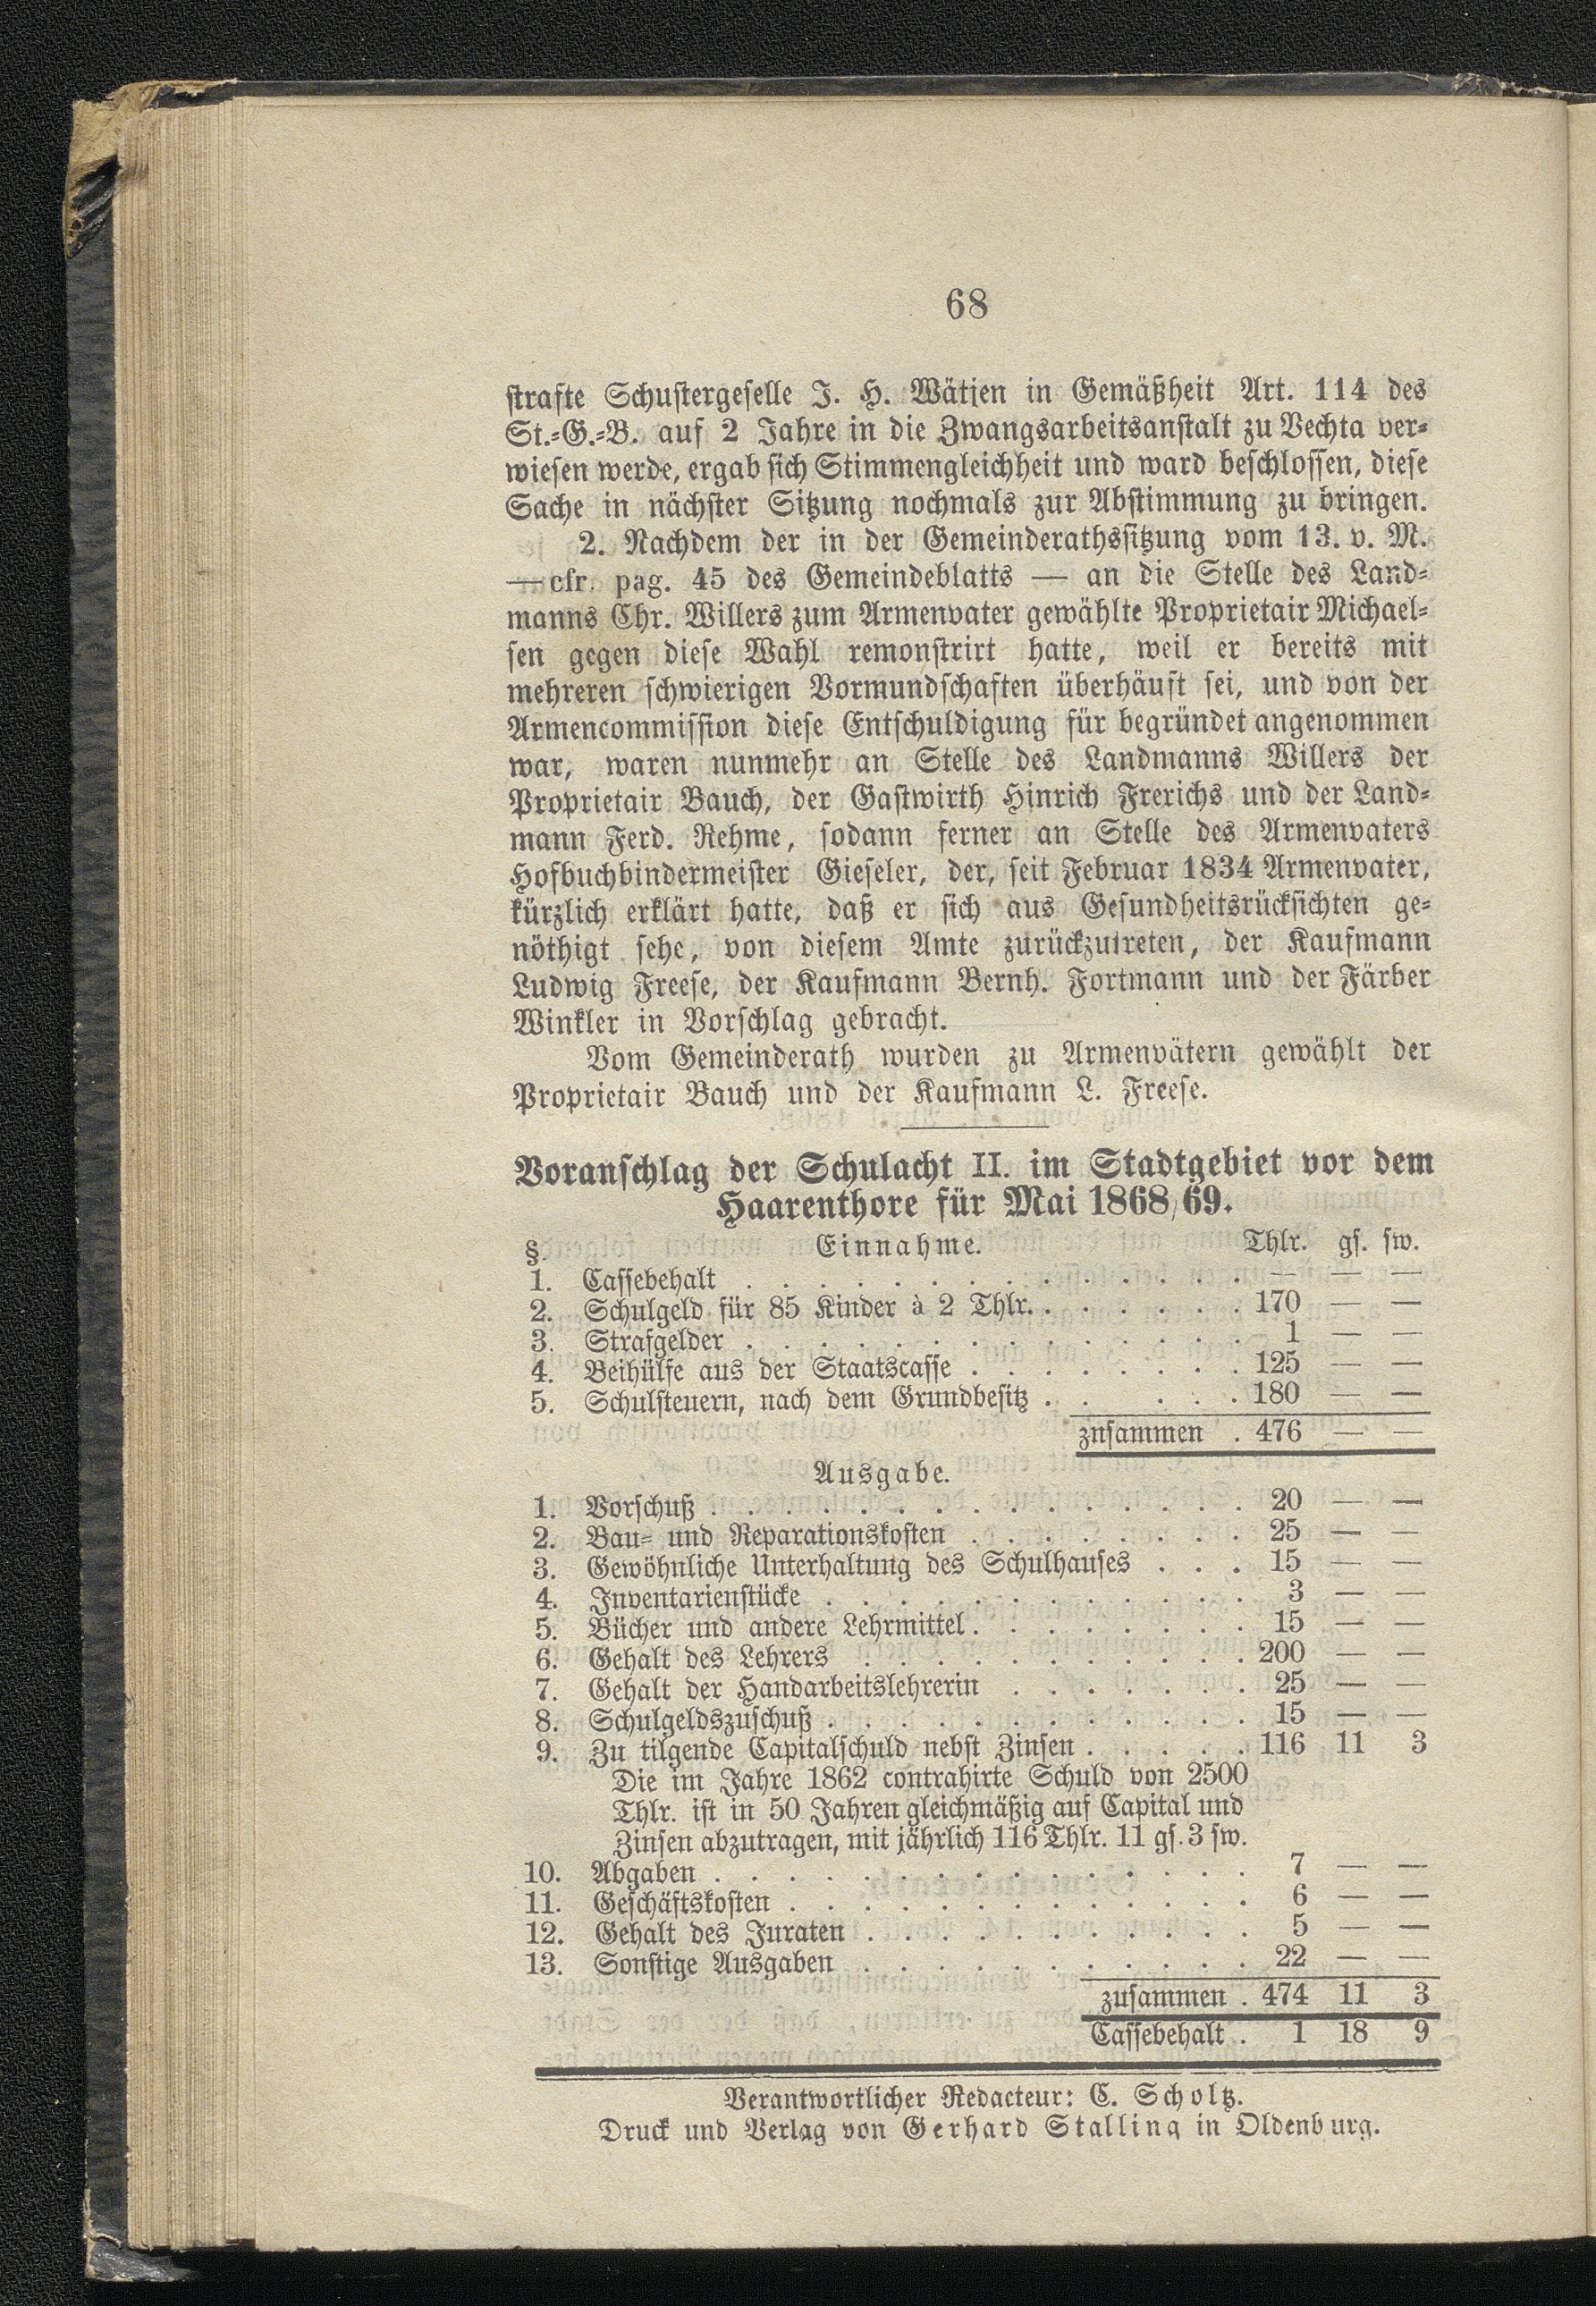 68
strafte Schustergeselle J. H. Wätjen in Gemäßheit Art. 114 des
St.-G.-B. auf 2 Jahre in die Zwangsarbeitsanstalt zu Vechta ver-
wiesen werde, ergab sich Stimmengleichheit und ward beschlossen, diese
Sache in nächster Sitzung nochmals zur Abstimmung zu bringen.
2. Nachdem der in der Gemeinderathssitzung vom 13. v. M.
— cfr. pag. 45 des Gemeindeblatts — an die Stelle des Land-
manns Chr. Willers zum Armenvater gewählte Proprietair Michael-
sen gegen diese Wahl remonstrirt hatte, weil er bereits mit
mehreren schwierigen Vormundschaften überhäuft sei, und von der
Armencommission diese Entschuldigung für begründet angenommen
war, waren nunmehr an Stelle des Landmanns Willers der
Proprietair Bauch, der Gastwirth Hinrich Frerichs und der Land-
mann Ferd. Rehme, sodann ferner an Stelle des Armenvaters
Hofbuchbindermeister Gieseler, der, seit Februar 1834 Armenvater,
kürzlich erklärt hatte, daß er sich aus Gesundheitsrücksichten ge-
nöthigt sehe, von diesem Amte zurückzutreten, der Kaufmann
Ludwig Freese, der Kaufmann Bernh. Fortmann und der Färber
Winkler in Vorschlag gebracht.
Vom Gemeinderath wurden zu Armenvätern gewählt der
Proprietair Bauch und der Kaufmann L. Freese.
Voranschlag der Schulacht II. im Stadtgebiet vor dem
Haarenthore für Mai 1868/69.
§. Einnahme. Thlr. gs. sw.
1. Cassebehalt . . . . . . . . . . . . . . — — —
2. Schulgeld für 85 Kinder à 2 Thlr. . . . . . . 170 — —
3. Strafgelder . . . . . . . . . . . . . . 1 — —
4. Beihülfe aus der Staatscasse . . . . . . . . 125 — —
5. Schulsteuern, nach dem Grundbesitz . . . . . 180 — —
zusammen . 476 — —
Ausgabe.
1. Vorschuß . . . . . . . . . . . . . . . 20 — —
2. Bau- und Reparationskosten . . . . . . . . 25 — —
3. Gewöhnliche Unterhaltung des Schulhauses . . . 15 — —
4. Inventarienstücke . . . . . . . . . . . . 3 — —
5. Bücher und andere Lehrmittel . . . . . . . . 15 — —
6. Gehalt des Lehrers . . . . . . . . . . . 200 — —
7. Gehalt der Handarbeitslehrerin . . . . . . . 25 — —
8. Schulgeldszuschuß . . . . . . . . . . . . 15 — —
9. Zu tilgende Capitalschuld nebst Zinsen . . . . . 116 11 3
Die im Jahre 1862 contrahirte Schuld von 2500
Thlr. ist in 50 Jahren gleichmäßig auf Capital und
Zinsen abzutragen, mit jährlich 116 Thlr. 11 gs. 3 sw.
10. Abgaben . . . . . . . . . . . . . . . 7 — —
11. Geschäftskosten . . . . . . . . . . . . . 6 — —
12. Gehalt des Juraten . . . . . . . . . . . 5 — —
13. Sonstige Ausgaben . . . . . . . . . . . 22 — —
zusammen . 474 11 3
Cassebehalt . 1 18 9
Verantwortlicher Redacteur: C. Scholtz.
Druck und Verlag von Gerhard Stalling in Oldenburg.